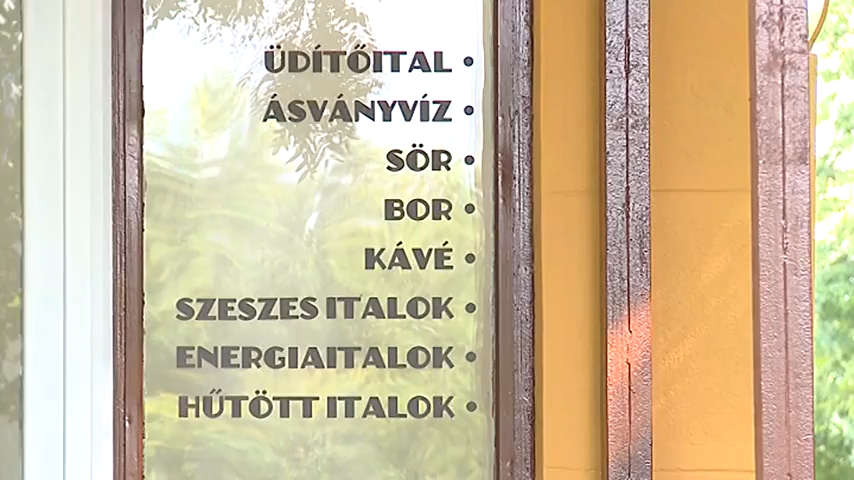 ÜDÍTŐITAL •
ÁSVÁNYVÍZ •
SÖR •
BOR •
KÁVÉ •
SZESZES ITALOK •
ENERGIAITALOK •
HŰTÖTT ITALOK •